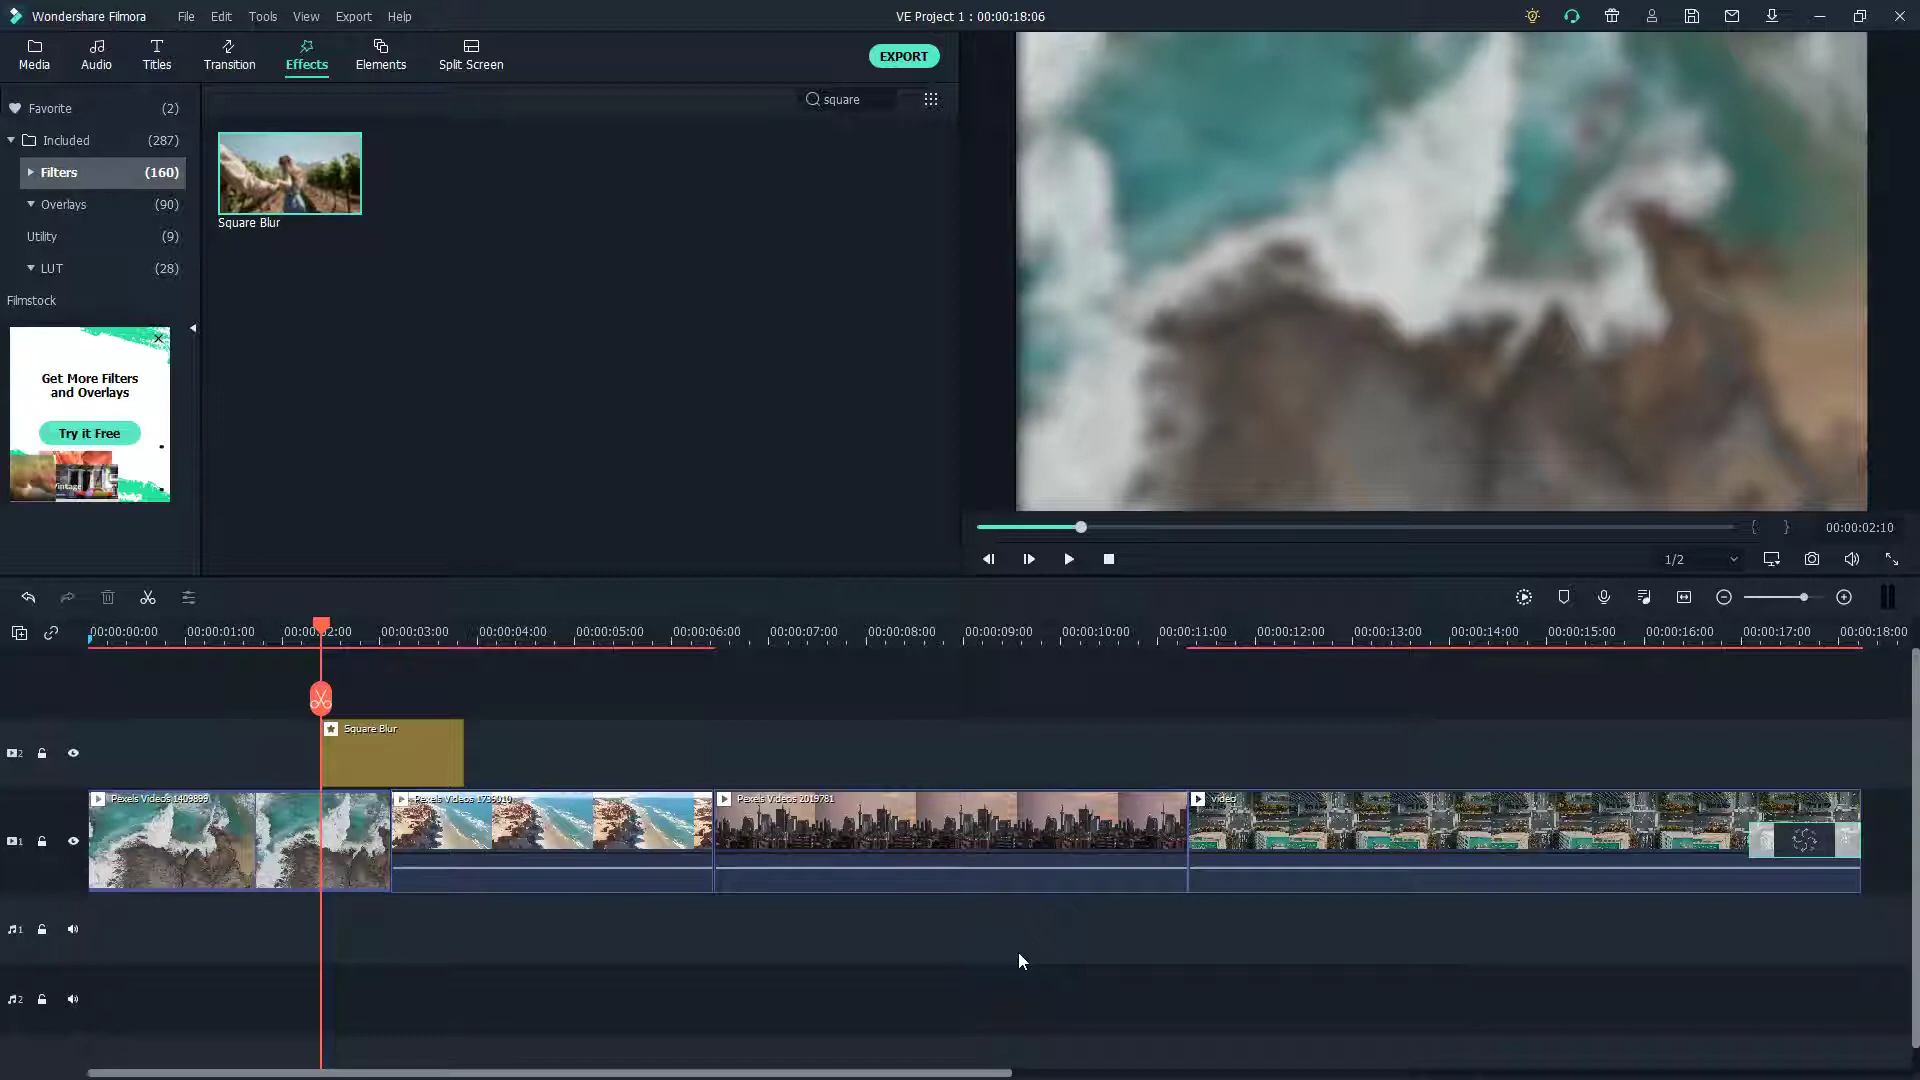 Wondershare Filmora File Edit Tools View Export Help VE Project 1 : 00:00:18:06
Media Audio Titles Transition Effects Elements Split Screen EXPORT
Favorite (2) square
Included (287)
Filters (160)
Overlays (90)
Utility (9)
LUT (28)
Filmstock
Square Blur
Get More Filters
and Overlays
Try it Free
Vintage
00:00:02:10
1/2
00:00:00:00 00:00:01:00 00:00:02:00 00:00:03:00 00:00:04:00 00:00:05:00 00:00:06:00 00:00:07:00 00:00:08:00 00:00:09:00 00:00:10:00 00:00:11:00 00:00:12:00 00:00:13:00 00:00:14:00 00:00:15:00 00:00:16:00 00:00:17:00 00:00:18:00
Square Blur
2
Pexels Videos 1409899 Pexels Videos 1739010 Pexels Videos 2019781 video
1
1
2